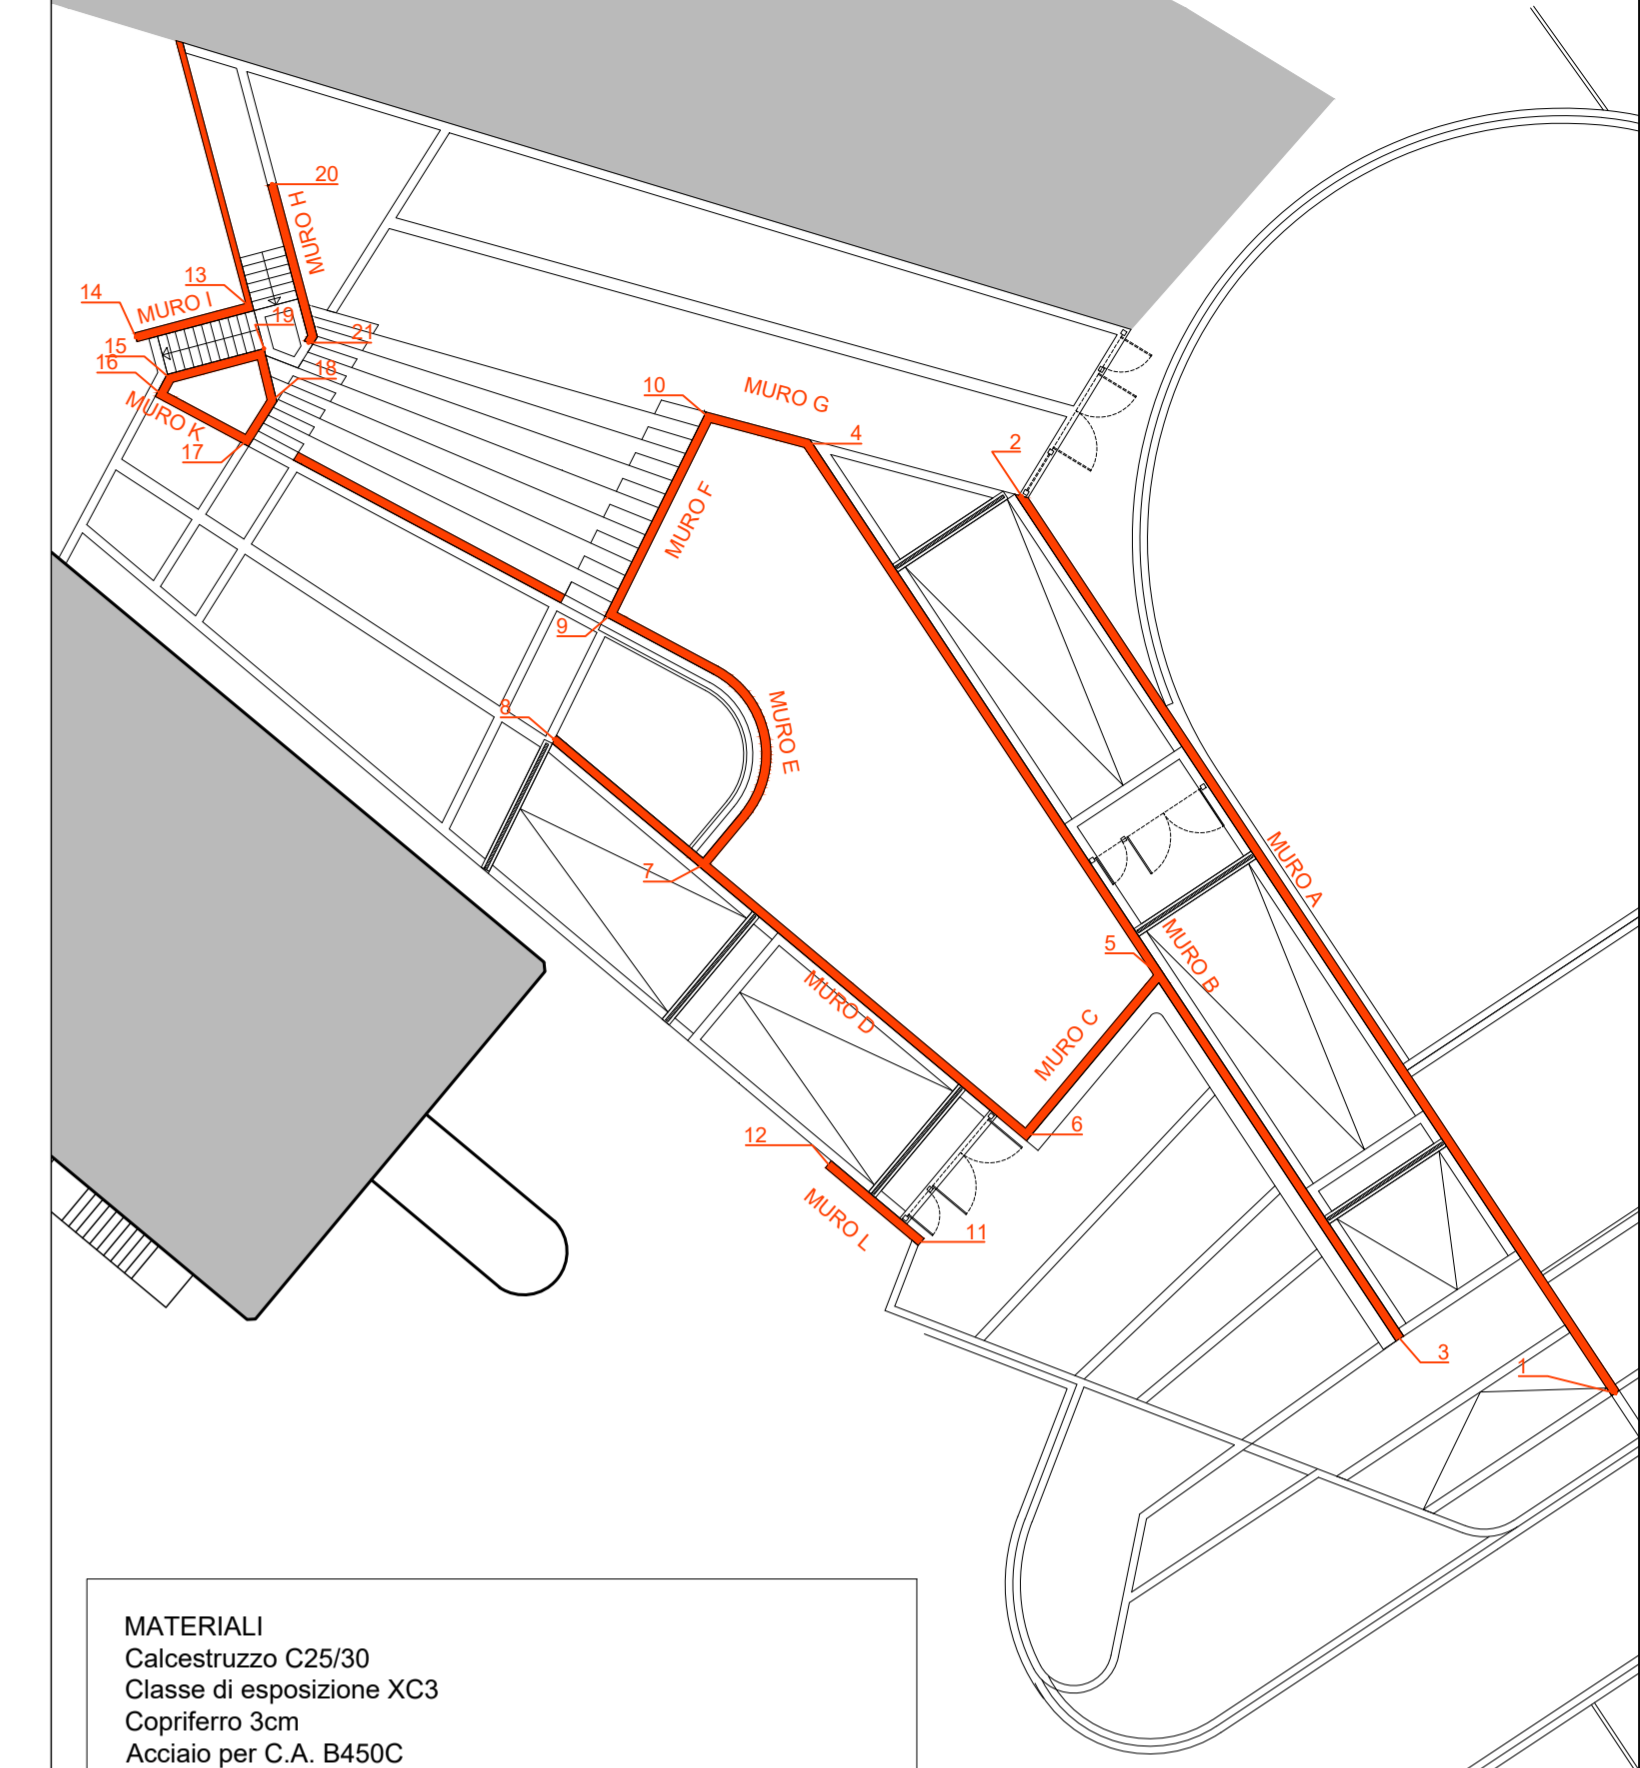 20
MURO H
13
14
MURO I
19
21
15
16
18
MURO K
17
10
MURO G
4
2
MURO F
9
8
MURO E
7
MURO A
5
MURO B
MURO D
MURO C
6
12
MURO L
11
3
1
MATERIALI
Calcestruzzo C25/30
Classe di esposizione XC3
Copriferro 3cm
Acciaio per C.A. B450C